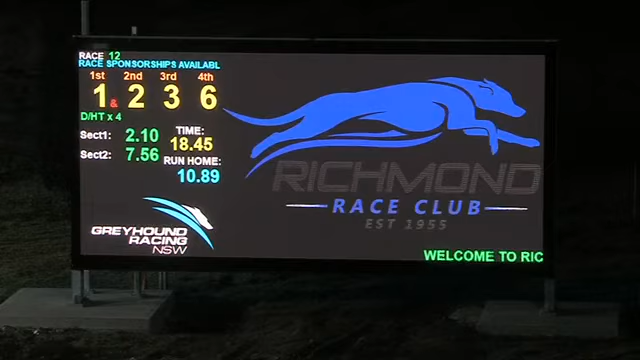 RACE 12
RACE SPONSORSHIPS AVAILABL
1st 2nd 3rd 4th
1 & 2 3 6
D/HT x 4
Sect1: 2.10
Sect2: 7.56
TIME:
18.45
RUN HOME:
10.89
GREYHOUND
RACING
NSW
RICHMOND
RACE CLUB
EST 1955
WELCOME TO RIC